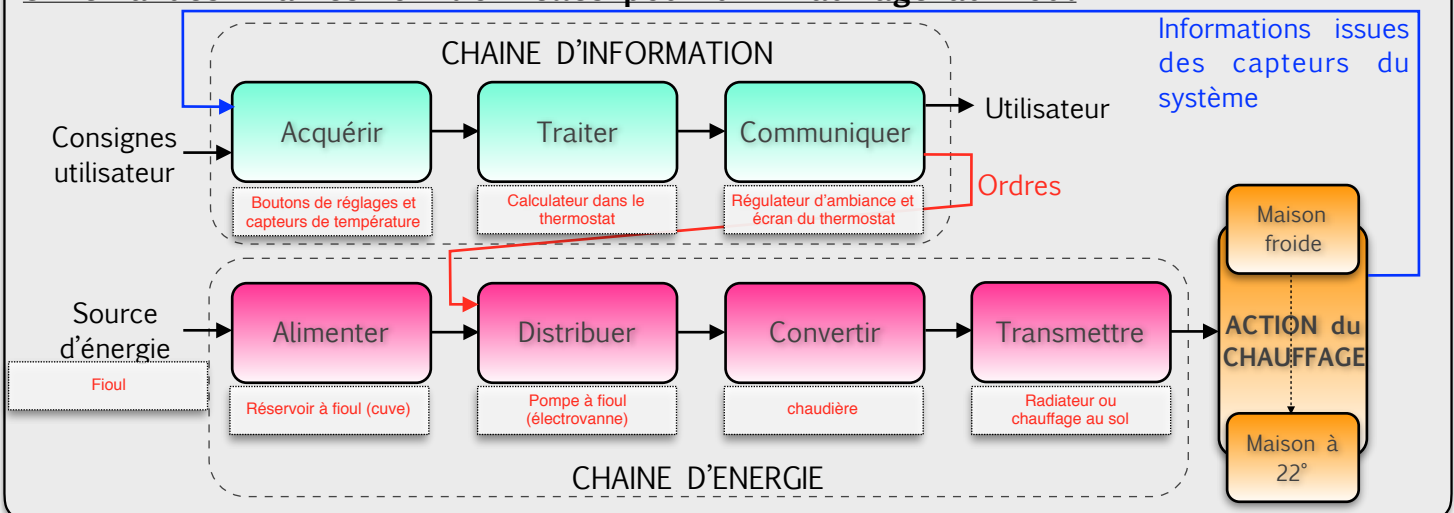 CHAINE D'INFORMATION
Informations issues
des capteurs du
système
Consignes
utilisateur
Acquérir
Traiter
Communiquer
Utilisateur
Boutons de réglages et
capteurs de température
Calculateur dans le
thermostat
Régulateur d'ambiance et
écran du thermostat
Ordres
Source
d'énergie
Fioul
Alimenter
Distribuer
Convertir
Transmettre
Réservoir à fioul (cuve)
Pompe à fioul
(électrovanne)
chaudière
Radiateur ou
chauffage au sol
CHAINE D'ENERGIE
Maison
froide
ACTION du
CHAUFFAGE
Maison à
22°